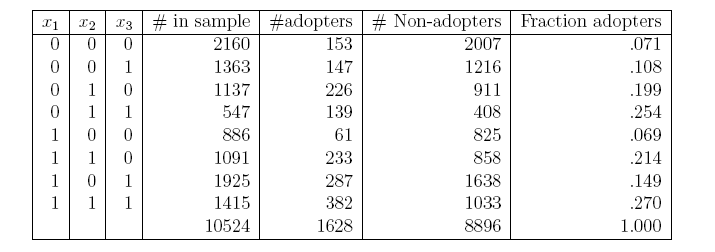 x1 x2 x3 # in sample #adopters # Non-adopters Fraction adopters
0 0 0 2160 153 2007 .071
0 0 1 1363 147 1216 .108
0 1 0 1137 226 911 .199
0 1 1 547 139 408 .254
1 0 0 886 61 825 .069
1 1 0 1091 233 858 .214
1 0 1 1925 287 1638 .149
1 1 1 1415 382 1033 .270
10524 1628 8896 1.000